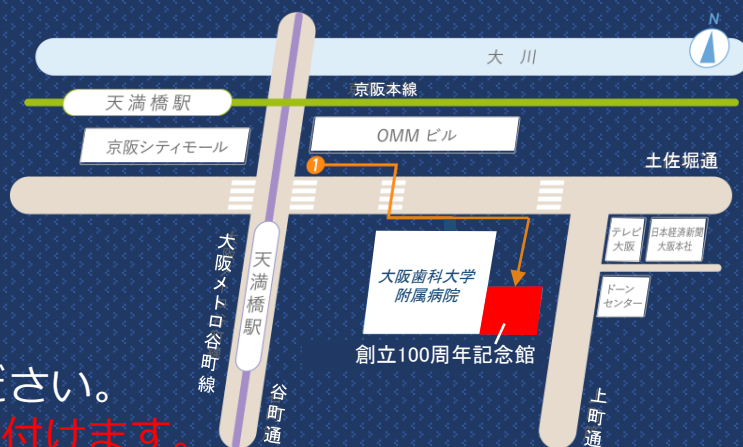 N
大 川
京阪本線
天満橋駅
京阪シティモール
OMM ビル
土佐堀通
1
テレビ
大阪
日本経済新聞
大阪本社
大阪メトロ谷町線
天満橋駅
大阪歯科大学
附属病院
ドーン
センター
創立100周年記念館
ださい。
谷町通
上町通
付けます。